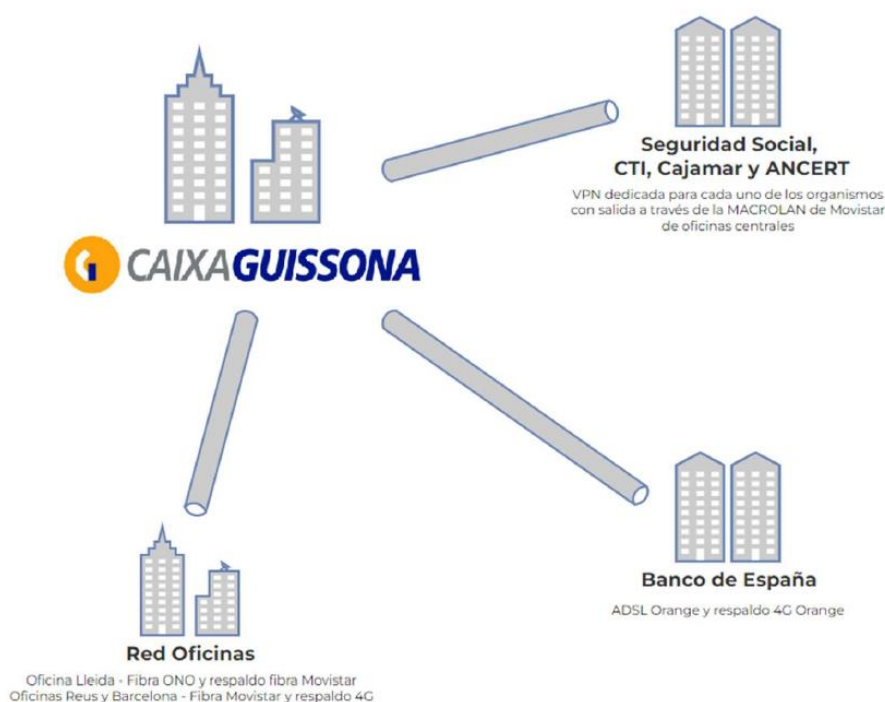 CAIXAGUISSONA
Seguridad Social,
CTI, Cajamar y ANCERT
VPN dedicada para cada uno de los organismos
con salida a través de la MACROLAN de Movistar
de oficinas centrales
Banco de España
ADSL Orange y respaldo 4G Orange
Red Oficinas
Oficina Lleida - Fibra ONO y respaldo fibra Movistar
Oficinas Reus y Barcelona - Fibra Movistar y respaldo 4G